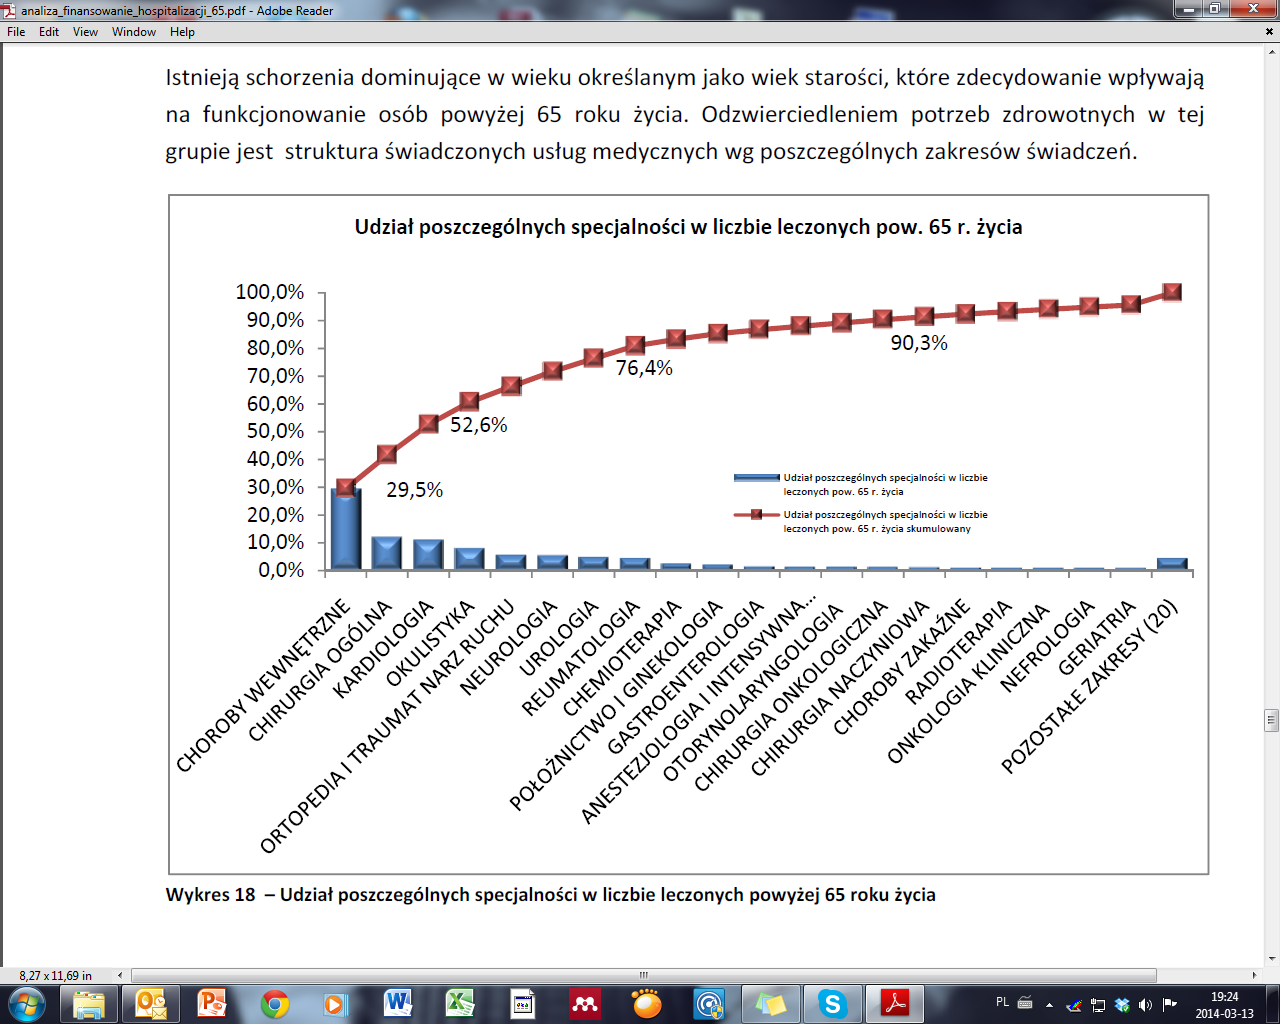 analiza_finansowanie_hospitalizacji_65.pdf - Adobe Reader
File Edit View Window Help
Istnieją schorzenia dominujące w wieku określanym jako wiek starości, które zdecydowanie wpływają
na funkcjonowanie osób powyżej 65 roku życia. Odzwierciedleniem potrzeb zdrowotnych w tej
grupie jest struktura świadczonych usług medycznych wg poszczególnych zakresów świadczeń.
Udział poszczególnych specjalności w liczbie leczonych pow. 65 r. życia
100,0%
90,0%
80,0%
70,0%
60,0%
50,0%
40,0%
30,0%
20,0%
10,0%
0,0%
29,5%
52,6%
76,4%
90,3%
Udział poszczególnych specjalności w liczbie
leczonych pow. 65 r. życia
Udział poszczególnych specjalności w liczbie
leczonych pow. 65 r. życia skumulowany
CHOROBY WEWNĘTRZNE
CHIRURGIA OGÓLNA
KARDIOLOGIA
OKULISTYKA
ORTOPEDIA I TRAUMAT NARZ RUCHU
NEUROLOGIA
UROLOGIA
REUMATOLOGIA
CHEMIOTERAPIA
POŁOŻNICTWO I GINEKOLOGIA
GASTROENTEROLOGIA
ANESTEZJOLOGIA I INTENSYWNA...
OTORYNOLARYNGOLOGIA
CHIRURGIA ONKOLOGICZNA
CHIRURGIA NACZYNIOWA
CHOROBY ZAKAŹNE
RADIOTERAPIA
ONKOLOGIA KLINICZNA
NEFROLOGIA
GERIATRIA
POZOSTAŁE ZAKRESY (20)
Wykres 18 – Udział poszczególnych specjalności w liczbie leczonych powyżej 65 roku życia
8,27 x 11,69 in
PL
19:24
2014-03-13